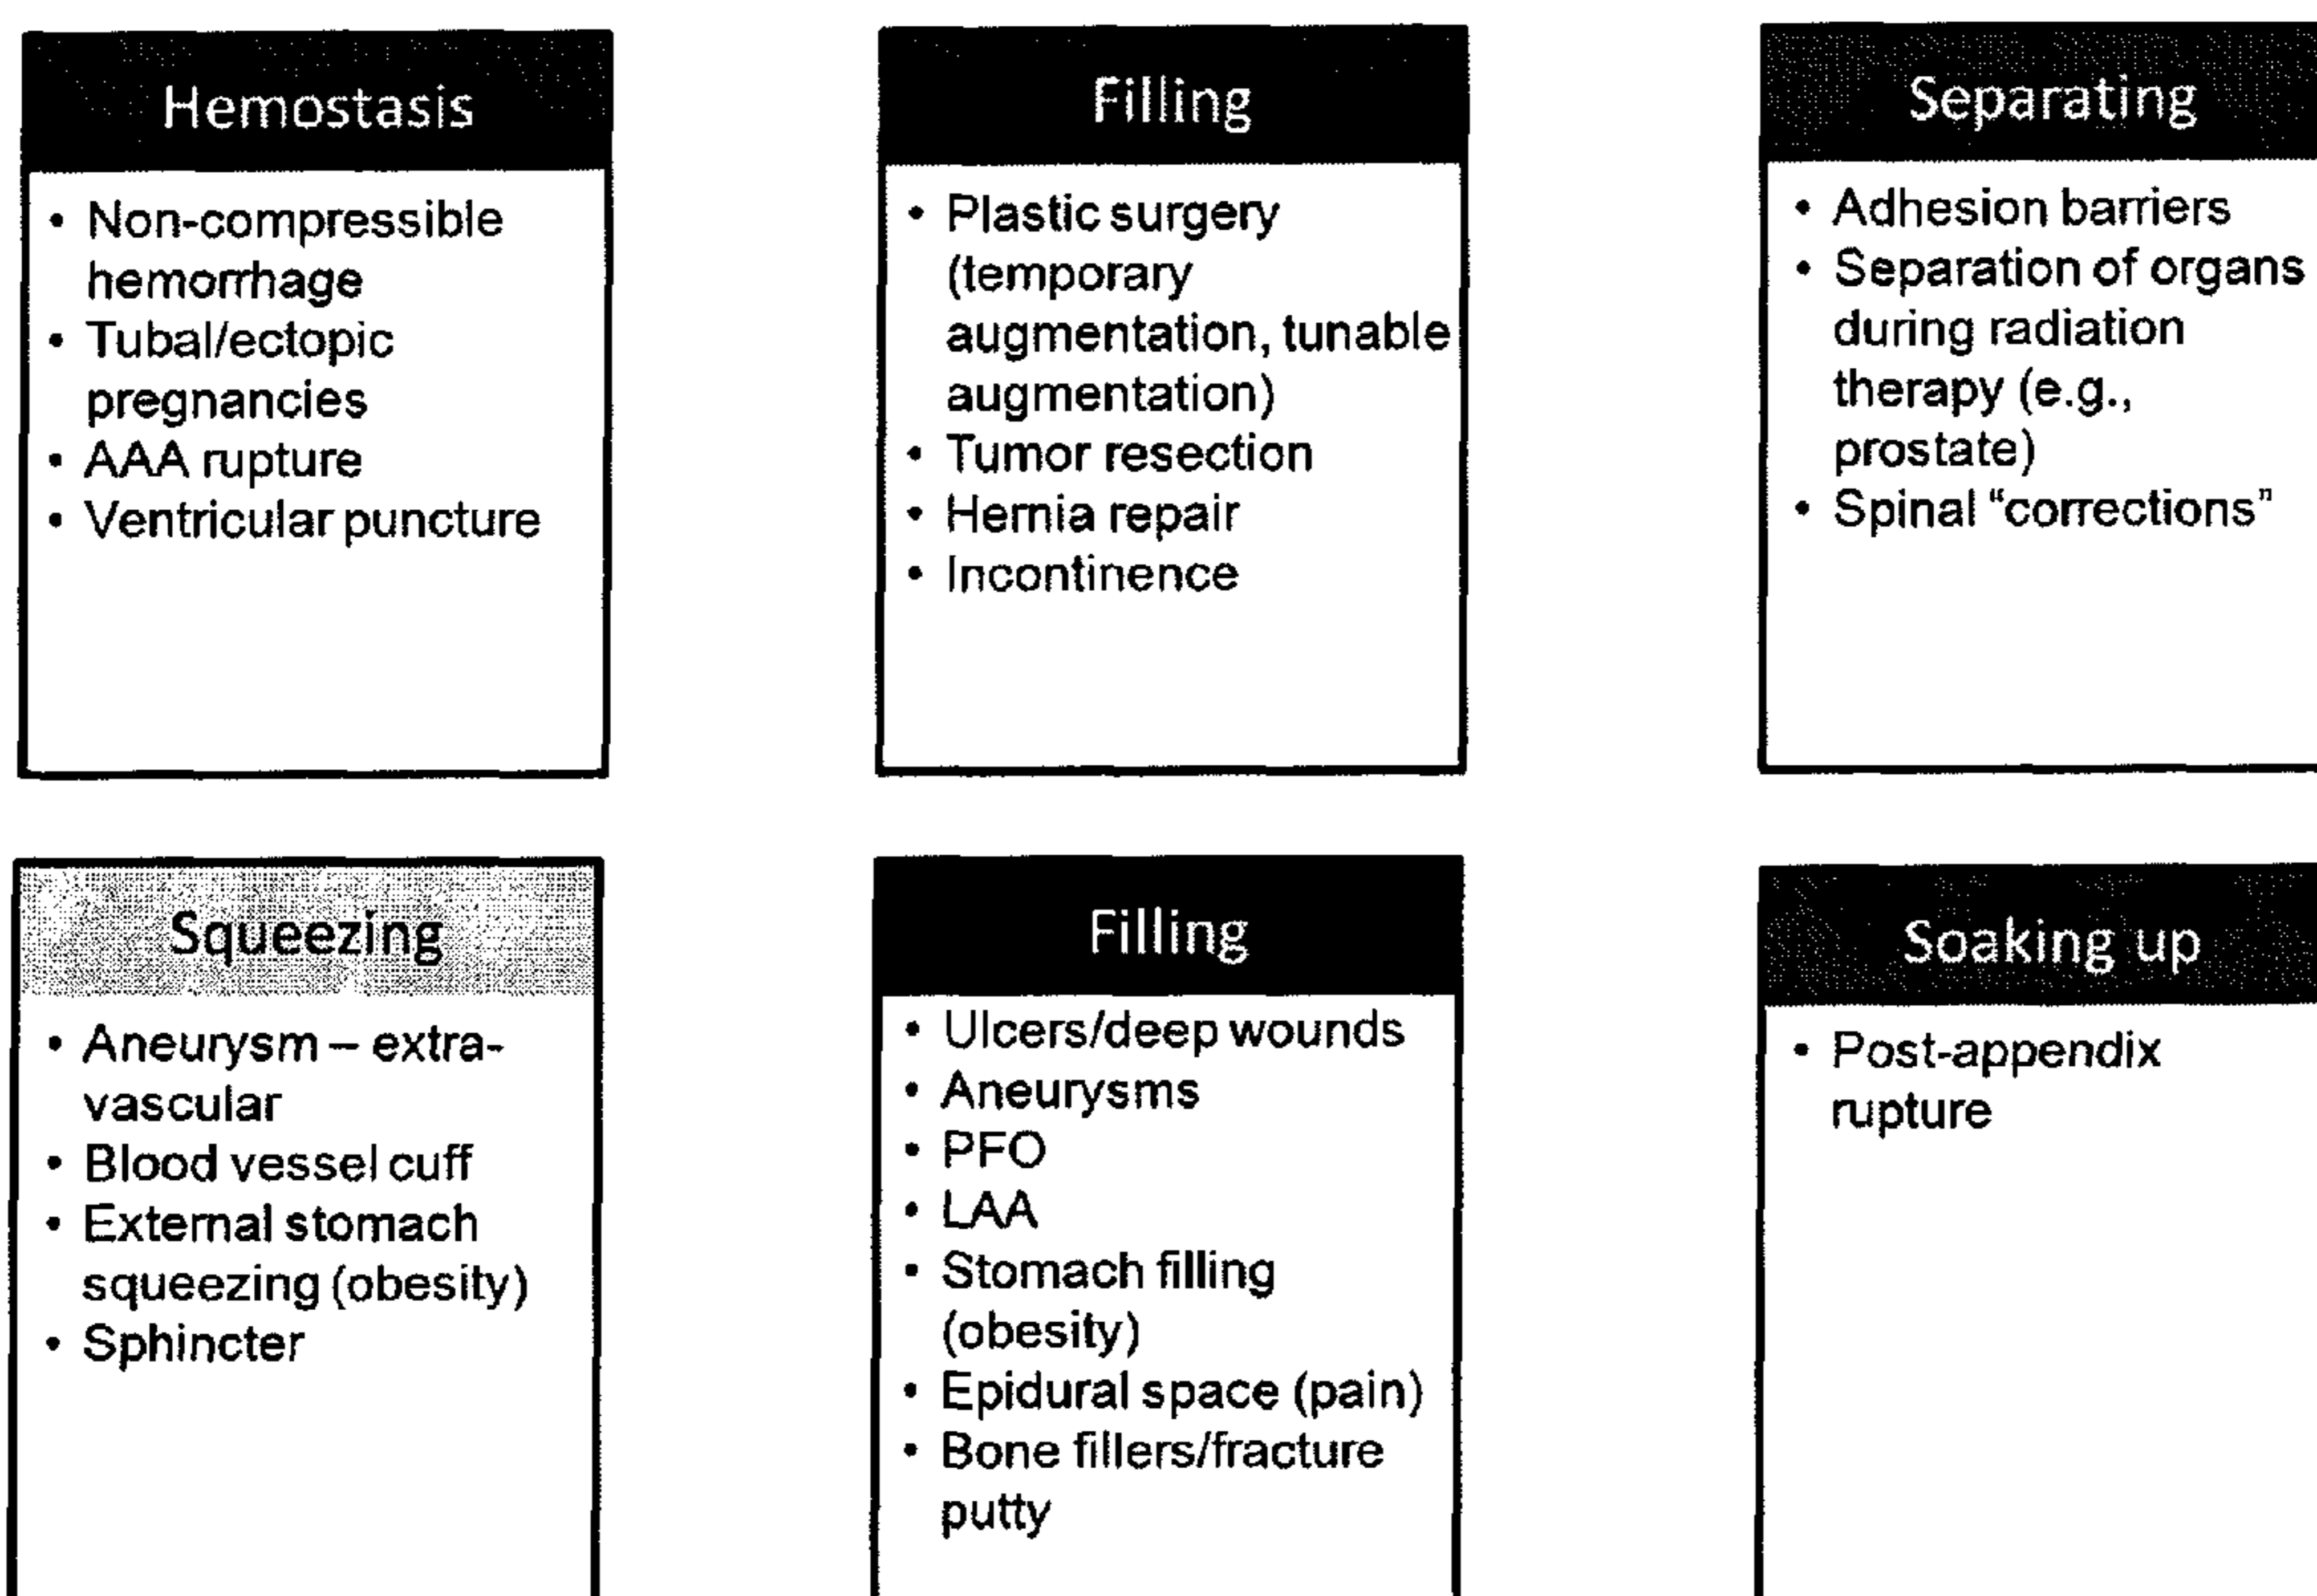 Hemostasis
• Non-compressible
hemorrhage
• Tubal/ectopic
pregnancies
• AAA rupture
• Ventricular puncture
Filling
• Plastic surgery
(temporary
augmentation, tunable
augmentation)
• Tumor resection
• Hernia repair
• Incontinence
Separating
• Adhesion barriers
• Separation of organs
during radiation
therapy (e.g.,
prostate)
• Spinal “corrections”
Squeezing
• Aneurysm – extra-
vascular
• Blood vessel cuff
• External stomach
squeezing (obesity)
• Sphincter
Filling
• Ulcers/deep wounds
• Aneurysms
• PFO
• LAA
• Stomach filling
(obesity)
• Epidural space (pain)
• Bone fillers/fracture
putty
Soaking up
• Post-appendix
rupture